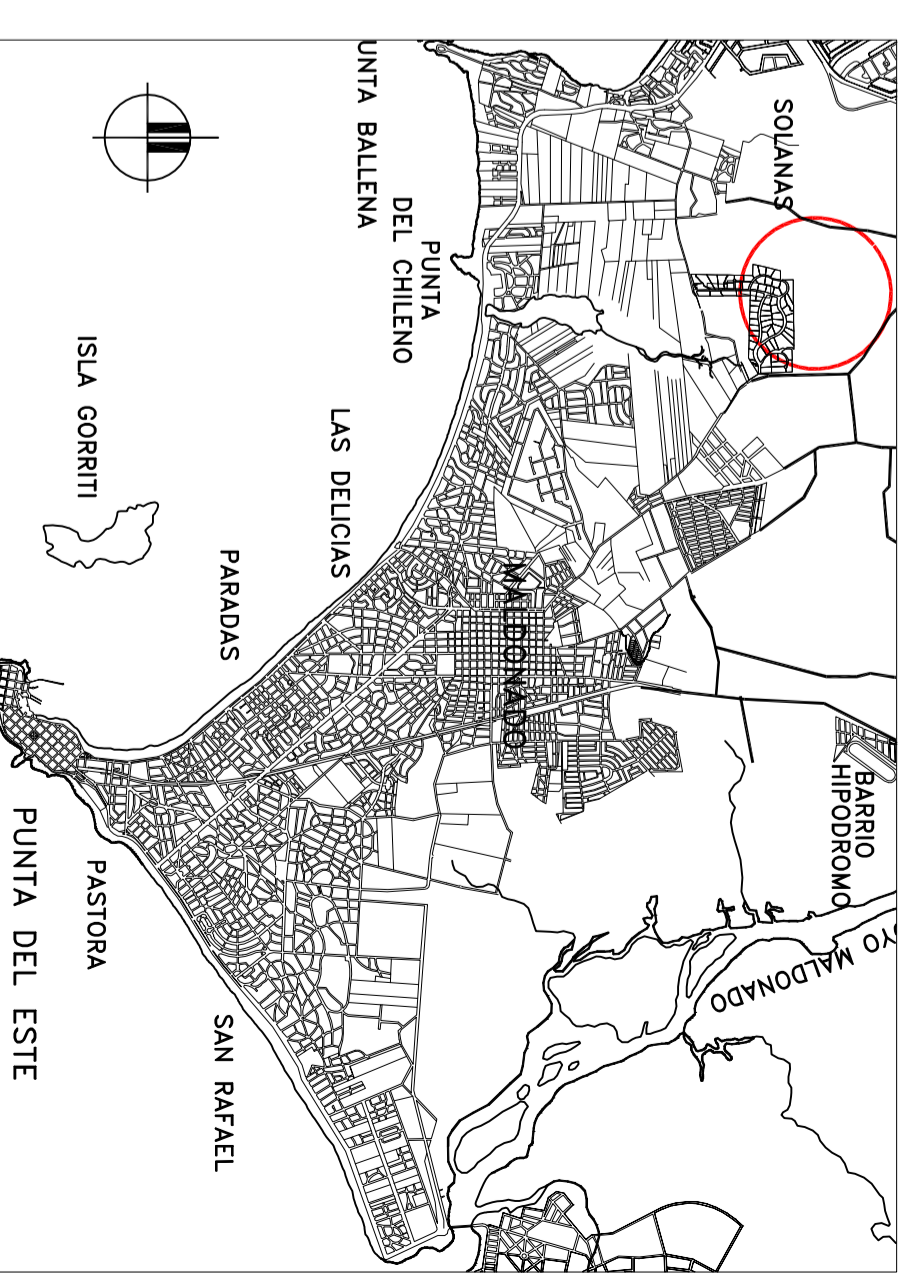 SOLANAS
UNTA BALLENA
PUNTA
DEL CHILENO
ISLA GORRITI
LAS DELICIAS
PARADAS
MALDONADO
BARRIO
HIPODROMO
YO MALDONADO
PASTORA
PUNTA DEL ESTE
SAN RAFAEL